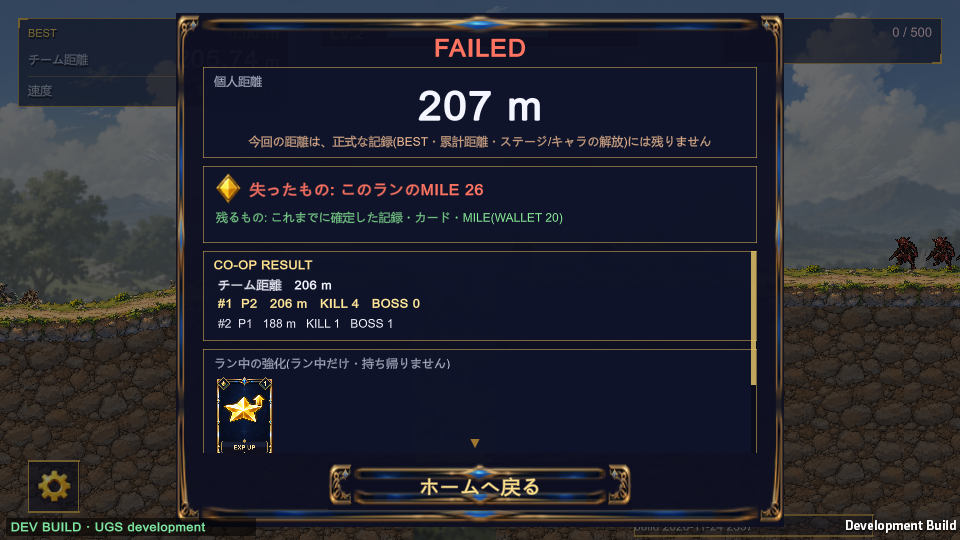 BEST
チーム距離
速度
0 / 500
FAILED
個人距離
207 m
今回の距離は、正式な記録(BEST・累計距離・ステージ/キャラの解放)には残りません
失ったもの: このランのMILE 26
残るもの: これまでに確定した記録・カード・MILE(WALLET 20)
CO-OP RESULT
チーム距離 206 m
#1 P2 206 m KILL 4 BOSS 0
#2 P1 188 m KILL 1 BOSS 1
ラン中の強化(ラン中だけ・持ち帰りません)
EXP UP
▼
ホームへ戻る
DEV BUILD · UGS development
Development Build